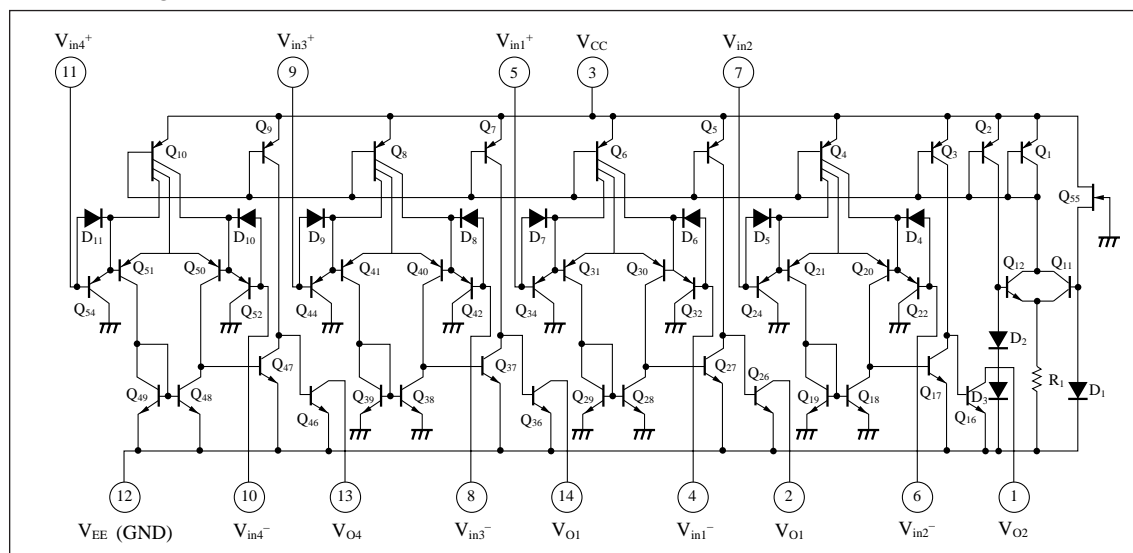 Vin4+ Vin3+ Vin1+ VCC Vin2
11 9 5 3 7
Q10 Q9 Q8 Q7 Q6 Q5 Q4 Q3 Q2 Q1
Q55
D11 D10 D9 D8 D7 D6 D5 D4
Q51 Q50 Q41 Q40 Q31 Q30 Q21 Q20 Q12 Q11
Q54 Q52 Q44 Q42 Q34 Q32 Q24 Q22
D2
Q47 Q37 Q27 Q17
Q49 Q48 Q39 Q38 Q29 Q28 Q26 Q19 Q18 D3 R1 D1
Q46 Q36 Q16
12 10 13 8 14 4 2 6 1
VEE (GND) Vin4− VO4 Vin3− VO1 Vin1− VO1 Vin2− VO2